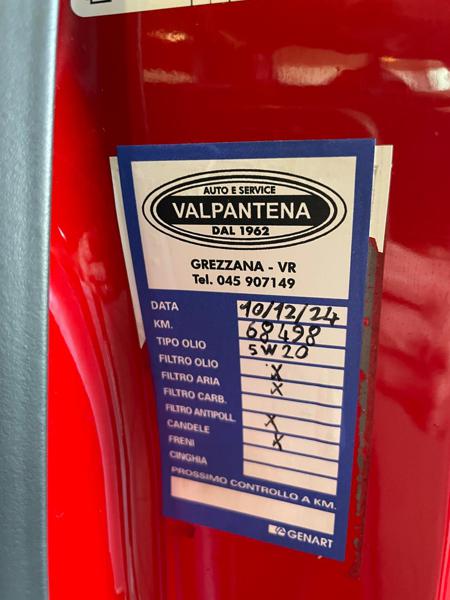 AUTO E SERVICE
VALPANTENA
DAL 1962
GREZZANA - VR
Tel. 045 907149
DATA 10/12/24
KM. 68498
TIPO OLIO 5W20
FILTRO OLIO X
FILTRO ARIA X
FILTRO CARB.
FILTRO ANTIPOLL. X
CANDELE X
FRENI
CINGHIA
PROSSIMO CONTROLLO A KM.
GENART